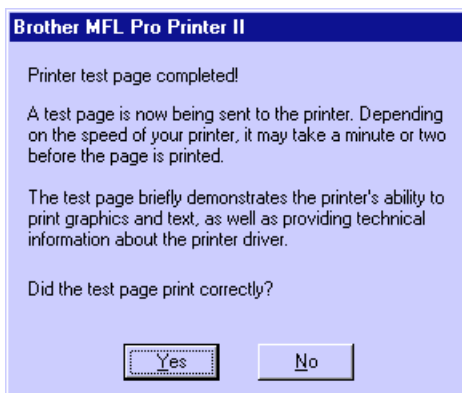 Brother MFL Pro Printer II
Printer test page completed!
A test page is now being sent to the printer. Depending
on the speed of your printer, it may take a minute or two
before the page is printed.
The test page briefly demonstrates the printer's ability to
print graphics and text, as well as providing technical
information about the printer driver.
Did the test page print correctly?
Yes No